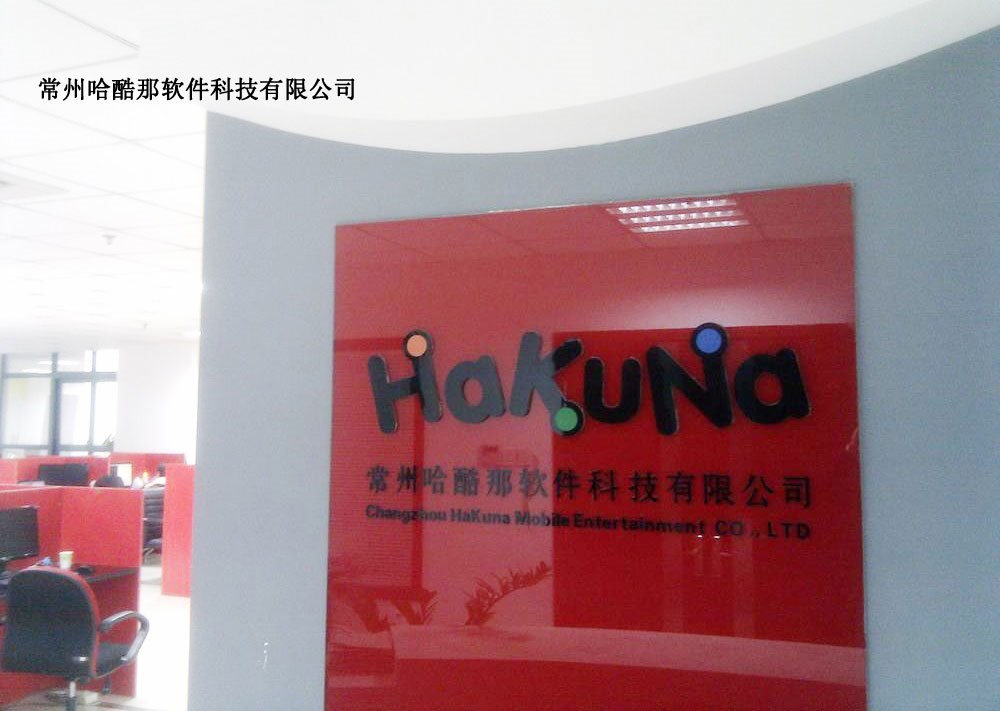 常州哈酷那软件科技有限公司
HaKuNa
常州哈酷那软件科技有限公司
Changzhou HaKuna Mobile Entertainment CO., LTD